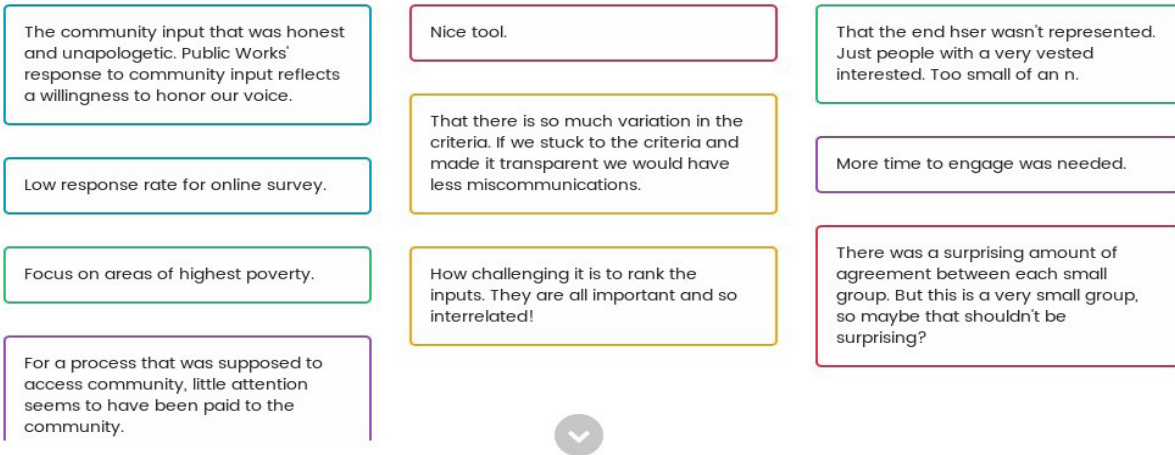 The community input that was honest
and unapologetic. Public Works'
response to community input reflects
a willingness to honor our voice.
Low response rate for online survey.
Focus on areas of highest poverty.
For a process that was supposed to
access community, little attention
seems to have been paid to the
community.
Nice tool.
That there is so much variation in the
criteria. If we stuck to the criteria and
made it transparent we would have
less miscommunications.
How challenging it is to rank the
inputs. They are all important and so
interrelated!
That the end hser wasn't represented.
Just people with a very vested
interested. Too small of an n.
More time to engage was needed.
There was a surprising amount of
agreement between each small
group. But this is a very small group,
so maybe that shouldn't be
surprising?